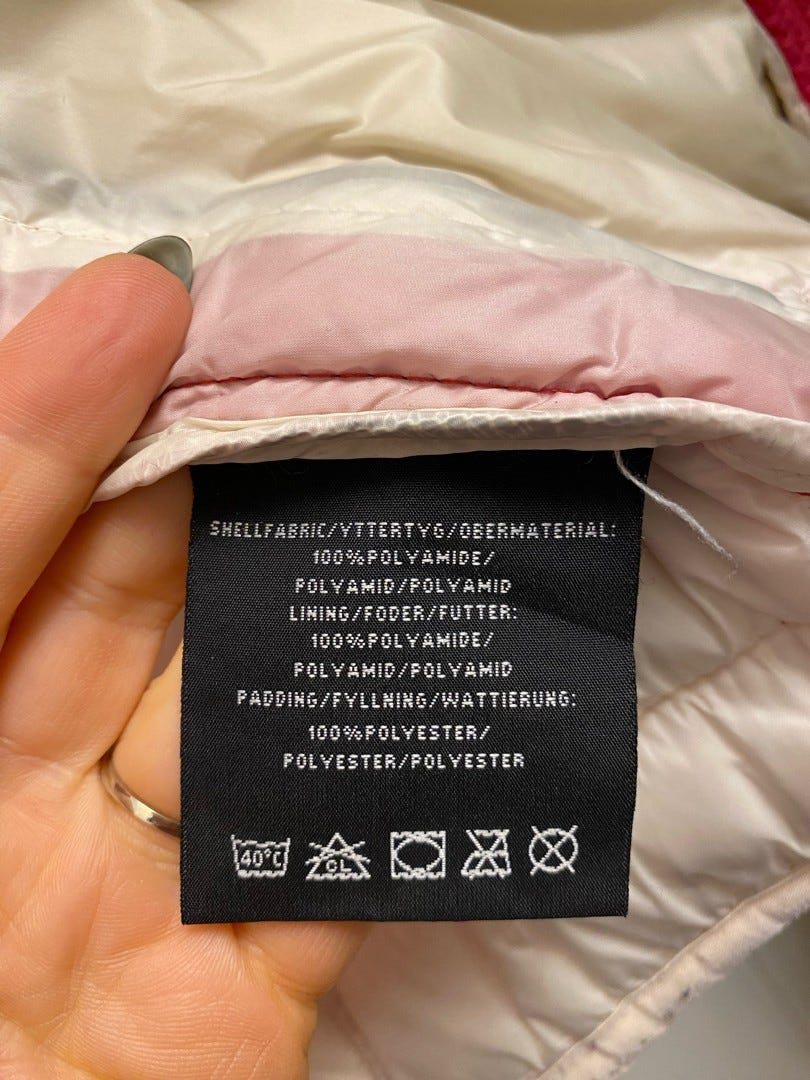 SHELLFABRIC/YTTERTYG/OBERMATERIAL:
100%POLYAMIDE/
POLYAMID/POLYAMID
LINING/FODER/FUTTER:
100%POLYAMIDE/
POLYAMID/POLYAMID
PADDING/FYLLNING/WATTIERUNG:
100%POLYESTER/
POLYESTER/POLYESTER
40°C CL